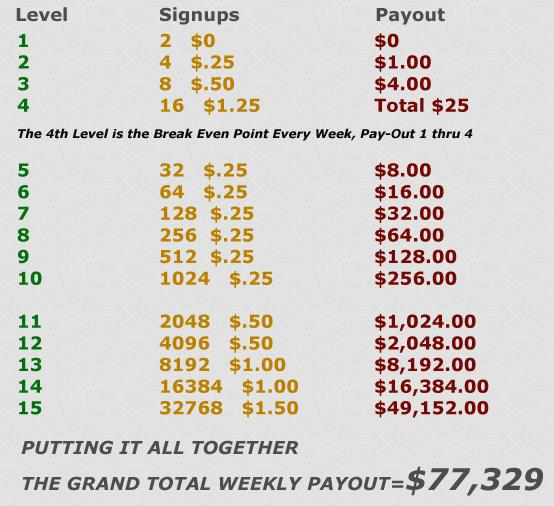 Level Signups Payout
1 2 $0 $0
2 4 $.25 $1.00
3 8 $.50 $4.00
4 16 $1.25 Total $25
The 4th Level is the Break Even Point Every Week, Pay-Out 1 thru 4
5 32 $.25 $8.00
6 64 $.25 $16.00
7 128 $.25 $32.00
8 256 $.25 $64.00
9 512 $.25 $128.00
10 1024 $.25 $256.00
11 2048 $.50 $1,024.00
12 4096 $.50 $2,048.00
13 8192 $1.00 $8,192.00
14 16384 $1.00 $16,384.00
15 32768 $1.50 $49,152.00
PUTTING IT ALL TOGETHER
THE GRAND TOTAL WEEKLY PAYOUT=$77,329